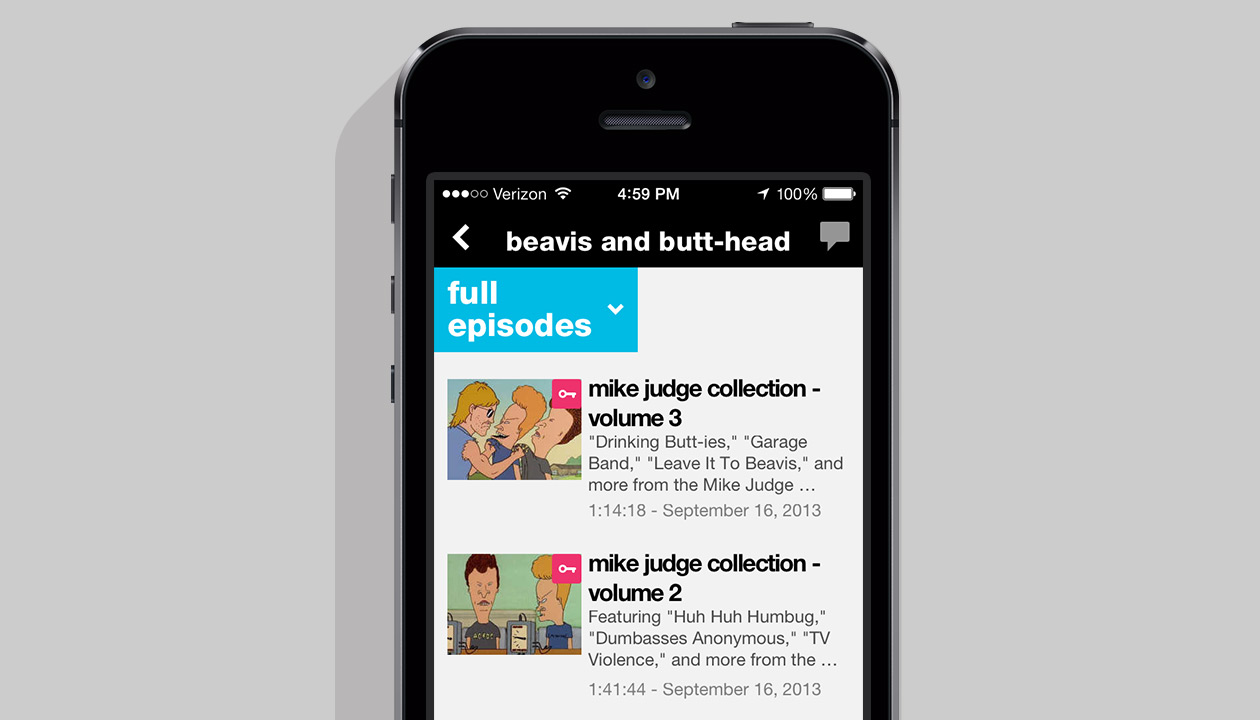 Verizon 4:59 PM 100%
beavis and butt-head
full
episodes
mike judge collection -
volume 3
"Drinking Butt-ies," "Garage
Band," "Leave It To Beavis," and
more from the Mike Judge ...
1:14:18 - September 16, 2013
mike judge collection -
volume 2
Featuring "Huh Huh Humbug,"
"Dumbasses Anonymous," "TV
Violence," and more from the ...
1:41:44 - September 16, 2013
AC/DC